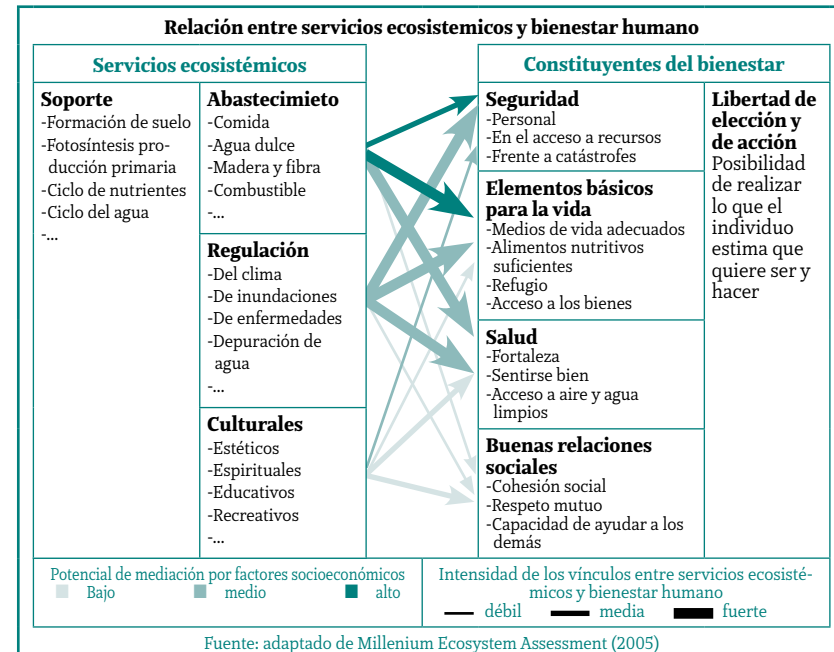 Relación entre servicios ecosistemicos y bienestar humano
Servicios ecosistémicos
Soporte
-Formación de suelo
-Fotosíntesis pro-
ducción primaria
-Ciclo de nutrientes
-Ciclo del agua
-...
Abastecimieto
-Comida
-Agua dulce
-Madera y fibra
-Combustible
-...
Regulación
-Del clima
-De inundaciones
-De enfermedades
-Depuración de
agua
-...
Culturales
-Estéticos
-Espirituales
-Educativos
-Recreativos
-...
Constituyentes del bienestar
Seguridad
-Personal
-En el acceso a recursos
-Frente a catástrofes
Elementos básicos
para la vida
-Medios de vida adecuados
-Alimentos nutritivos
suficientes
-Refugio
-Acceso a los bienes
Salud
-Fortaleza
-Sentirse bien
-Acceso a aire y agua
limpios
Buenas relaciones
sociales
-Cohesión social
-Respeto mutuo
-Capacidad de ayudar a los
demás
Libertad de
elección y
de acción
Posibilidad
de realizar
lo que el
individuo
estima que
quiere ser y
hacer
Potencial de mediación por factores socioeconómicos
Bajo medio alto
Intensidad de los vínculos entre servicios ecosisté-
micos y bienestar humano
débil media fuerte
Fuente: adaptado de Millenium Ecosystem Assessment (2005)